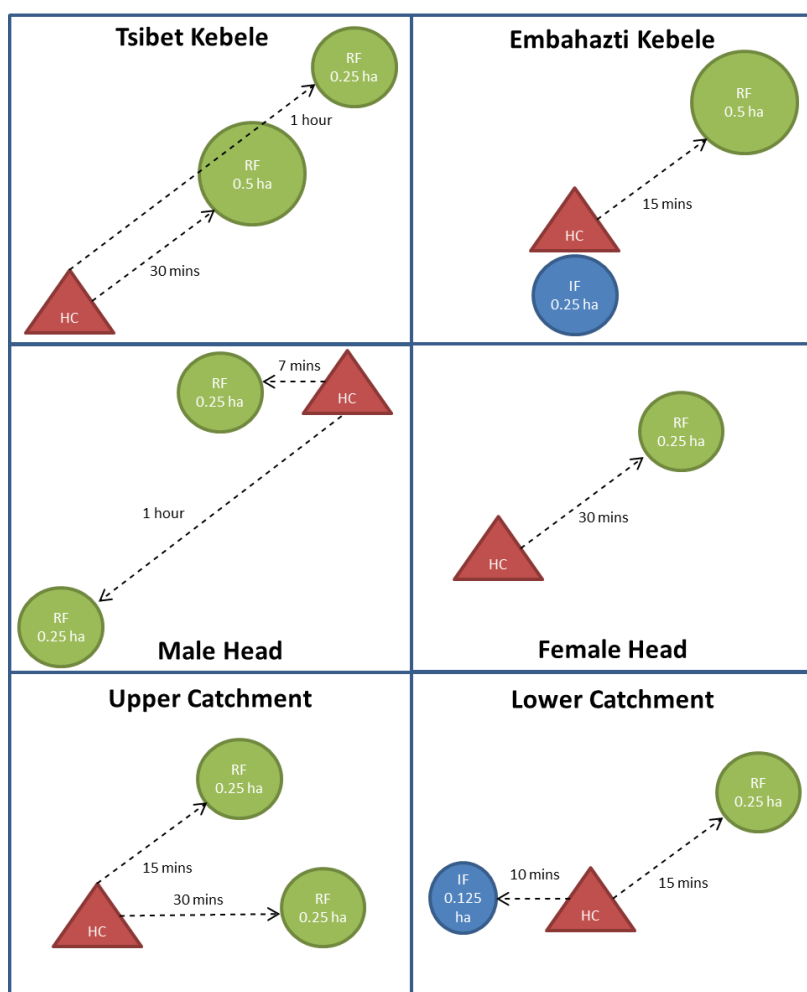 Tsibet Kebele
RF
0.25 ha
1 hour
RF
0.5 ha
30 mins
HC
Embahazti Kebele
RF
0.5 ha
15 mins
HC
IF
0.25 ha
7 mins
RF
0.25 ha
HC
1 hour
RF
0.25 ha
Male Head
RF
0.25 ha
30 mins
HC
Female Head
Upper Catchment
RF
0.25 ha
15 mins
30 mins
RF
0.25 ha
HC
Lower Catchment
RF
0.25 ha
10 mins
15 mins
IF
0.125
ha
HC